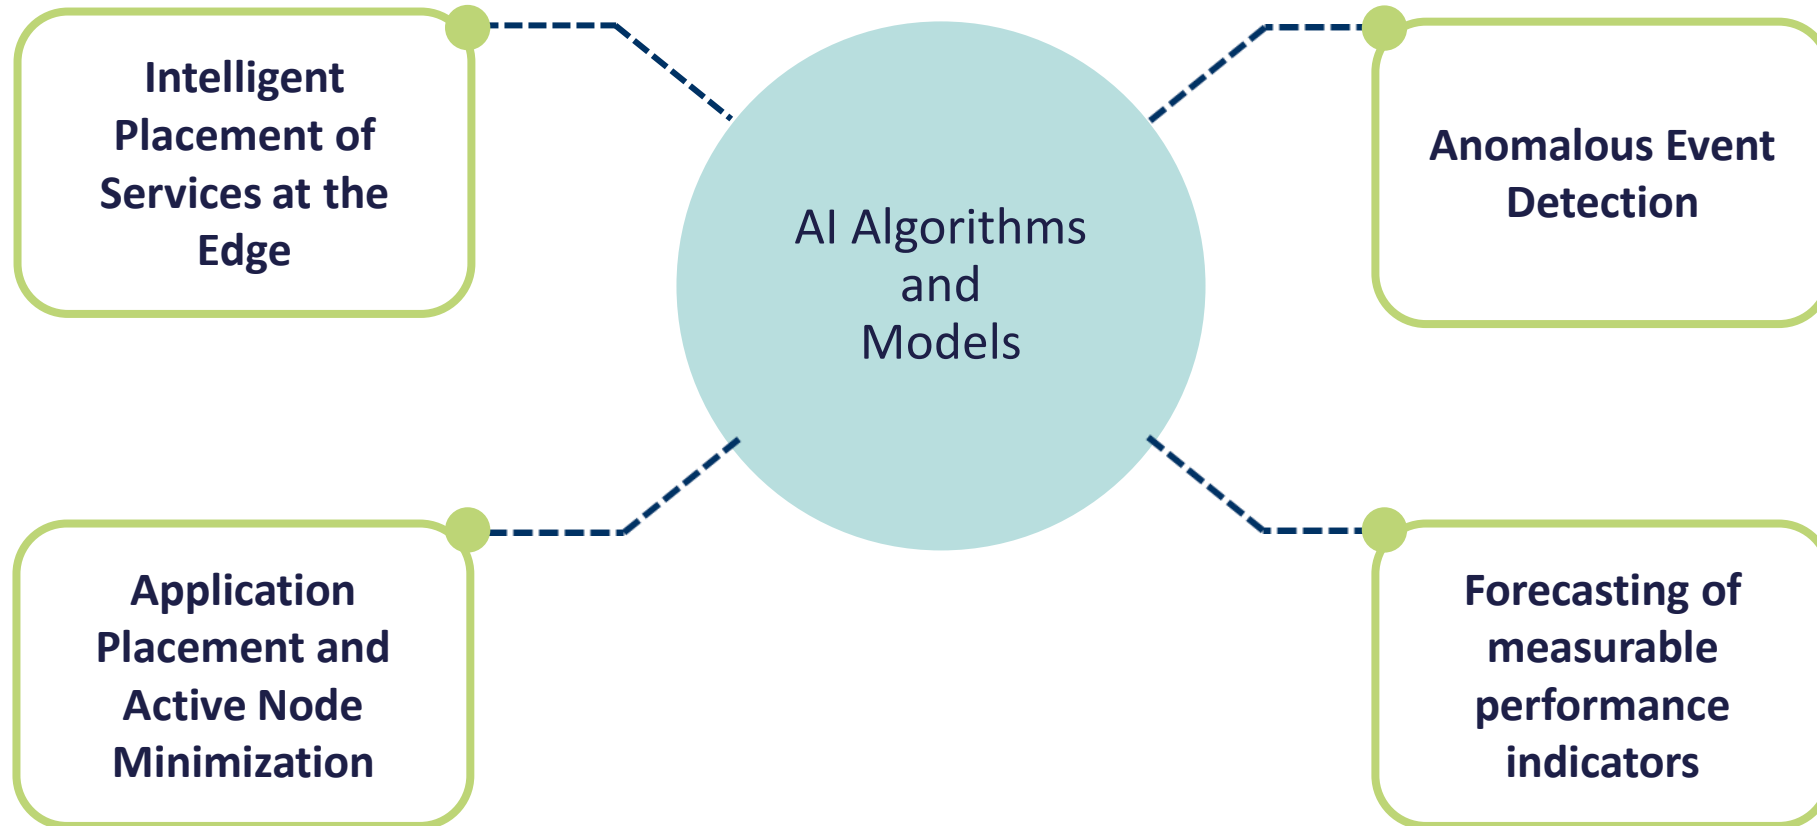 Intelligent
Placement of
Services at the
Edge
AI Algorithms
and
Models
Anomalous Event
Detection
Application
Placement and
Active Node
Minimization
Forecasting of
measurable
performance
indicators